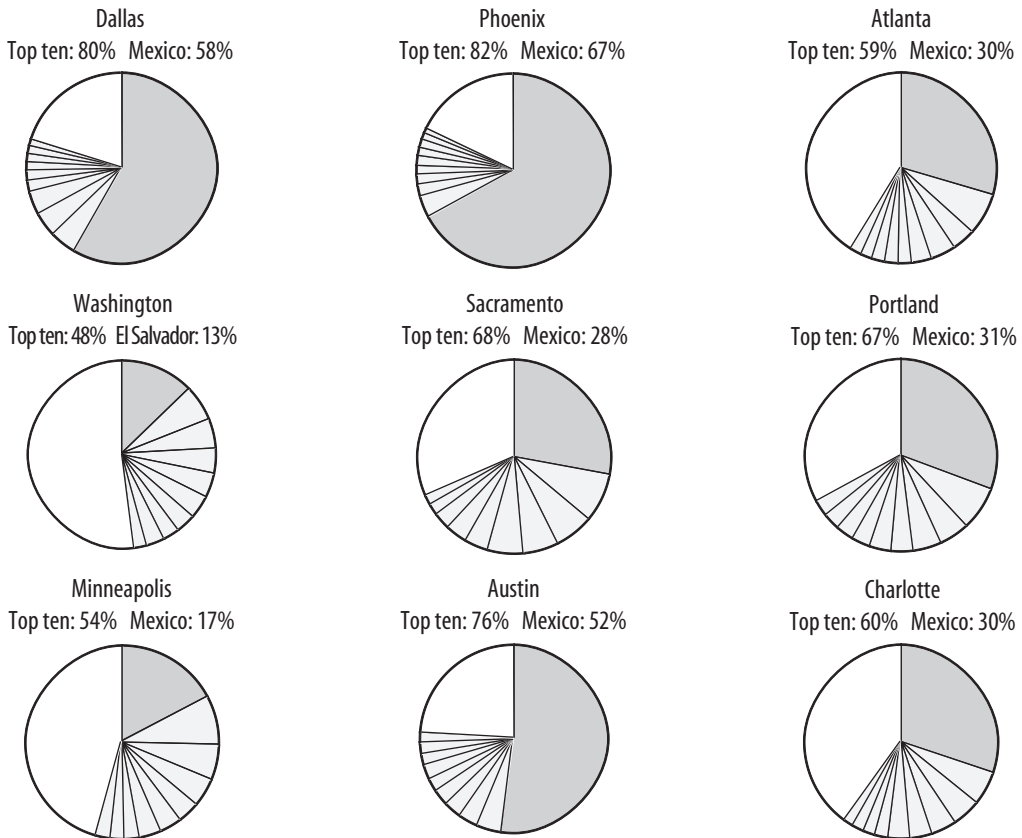 Dallas
Top ten: 80% Mexico: 58%
Phoenix
Top ten: 82% Mexico: 67%
Atlanta
Top ten: 59% Mexico: 30%
Washington
Top ten: 48% El Salvador: 13%
Sacramento
Top ten: 68% Mexico: 28%
Portland
Top ten: 67% Mexico: 31%
Minneapolis
Top ten: 54% Mexico: 17%
Austin
Top ten: 76% Mexico: 52%
Charlotte
Top ten: 60% Mexico: 30%